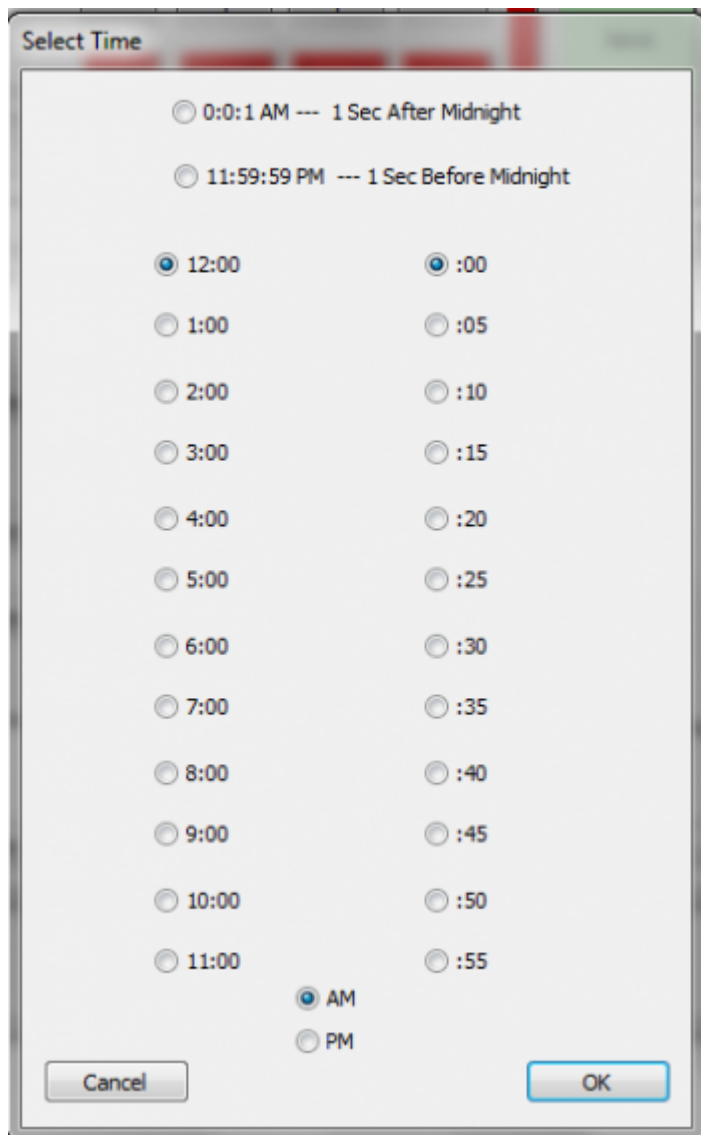 Select Time
0:0:1 AM --- 1 Sec After Midnight
11:59:59 PM --- 1 Sec Before Midnight
12:00 :00
1:00 :05
2:00 :10
3:00 :15
4:00 :20
5:00 :25
6:00 :30
7:00 :35
8:00 :40
9:00 :45
10:00 :50
11:00 :55
AM
PM
Cancel OK